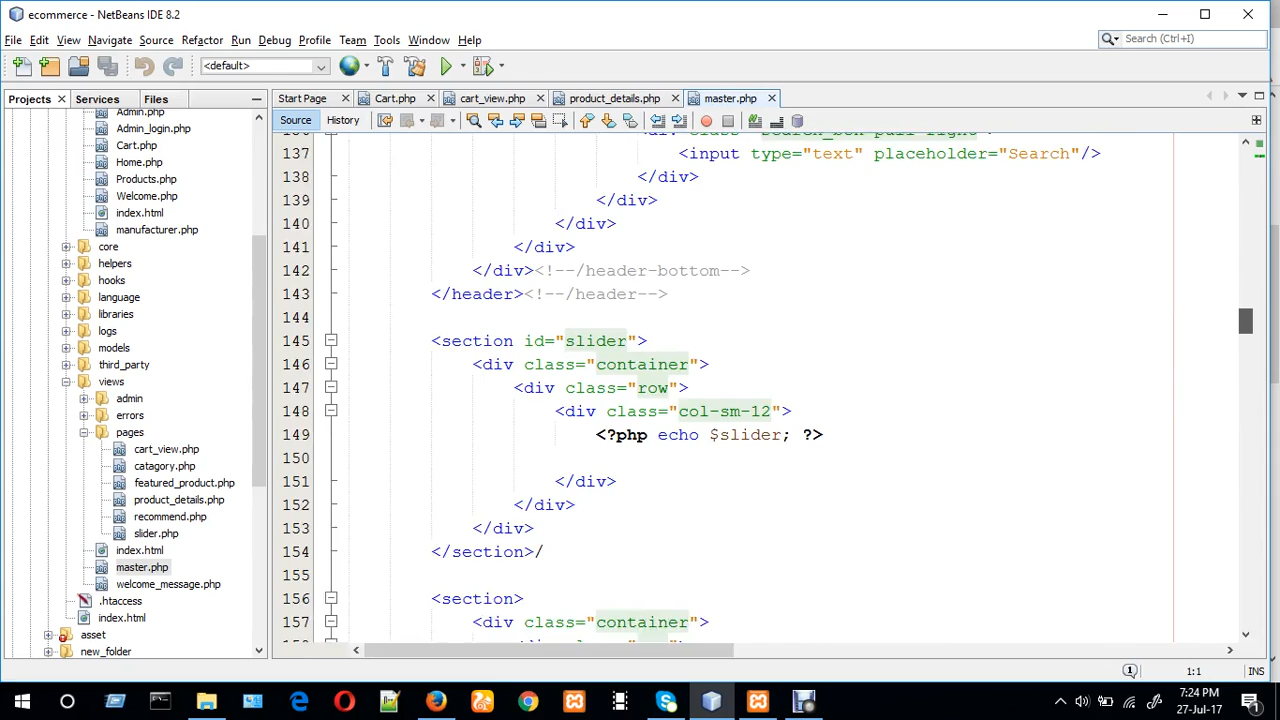 ecommerce - NetBeans IDE 8.2
File Edit View Navigate Source Refactor Run Debug Profile Team Tools Window Help
Search (Ctrl+I)
<default>
Projects Services Files
Start Page Cart.php cart_view.php product_details.php master.php
Source History
Admin.php
Admin_login.php
Cart.php
Home.php
Products.php
Welcome.php
index.html
manufacturer.php
core
helpers
hooks
language
libraries
logs
models
third_party
views
admin
errors
pages
cart_view.php
catagory.php
featured_product.php
product_details.php
recommend.php
slider.php
index.html
master.php
welcome_message.php
.htaccess
index.html
asset
new_folder
136 <div class="search_box pull-right">
137 <input type="text" placeholder="Search"/>
138 </div>
139 </div>
140 </div>
141 </div>
142 </div><!--/header-bottom-->
143 </header><!--/header-->
144
145 <section id="slider">
146 <div class="container">
147 <div class="row">
148 <div class="col-sm-12">
149 <?php echo $slider; ?>
150
151 </div>
152 </div>
153 </div>
154 </section>/
155
156 <section>
157 <div class="container">
1:1 INS
7:24 PM
27-Jul-17